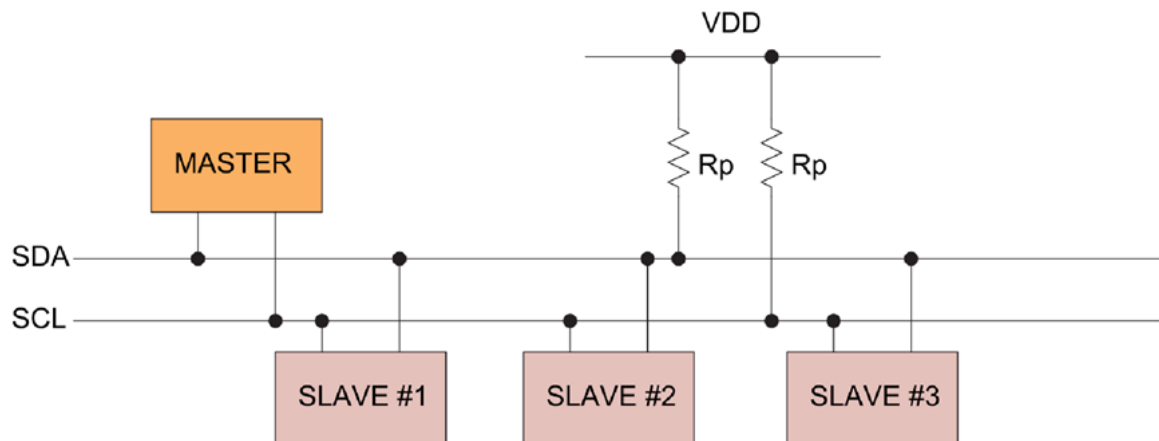 VDD
MASTER
Rp
Rp
SDA
SCL
SLAVE #1
SLAVE #2
SLAVE #3